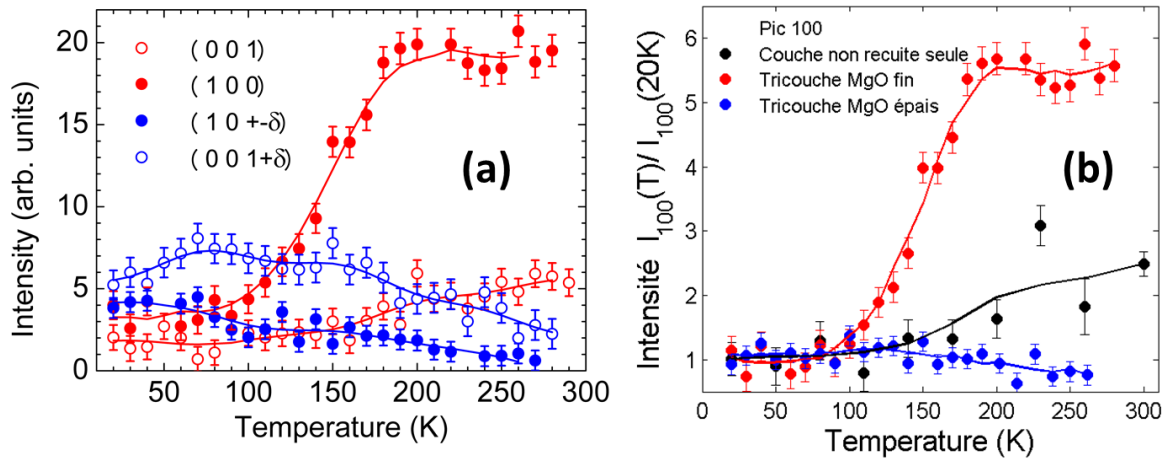 ( 0 0 1)
( 1 0 0)
( 1 0 +-δ)
( 0 0 1+δ)
(a)
Intensity (arb. units)
20
15
10
5
0
50 100 150 200 250 300
Temperature (K)
Pic 100
Couche non recuite seule
Tricouche MgO fin
Tricouche MgO épais
(b)
Intensité I100(T)/ I100(20K)
6
5
4
3
2
1
0 50 100 150 200 250 300
Temperature (K)